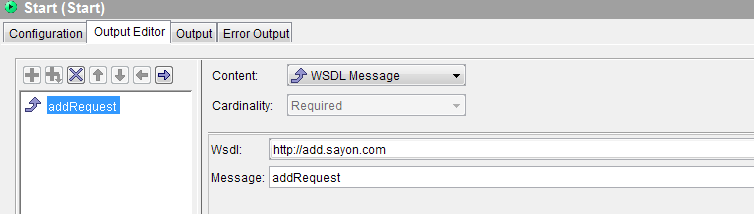 Start (Start)
Configuration Output Editor Output Error Output
Content: WSDL Message
addRequest
Cardinality: Required
Wsdl: http://add.sayon.com
Message: addRequest